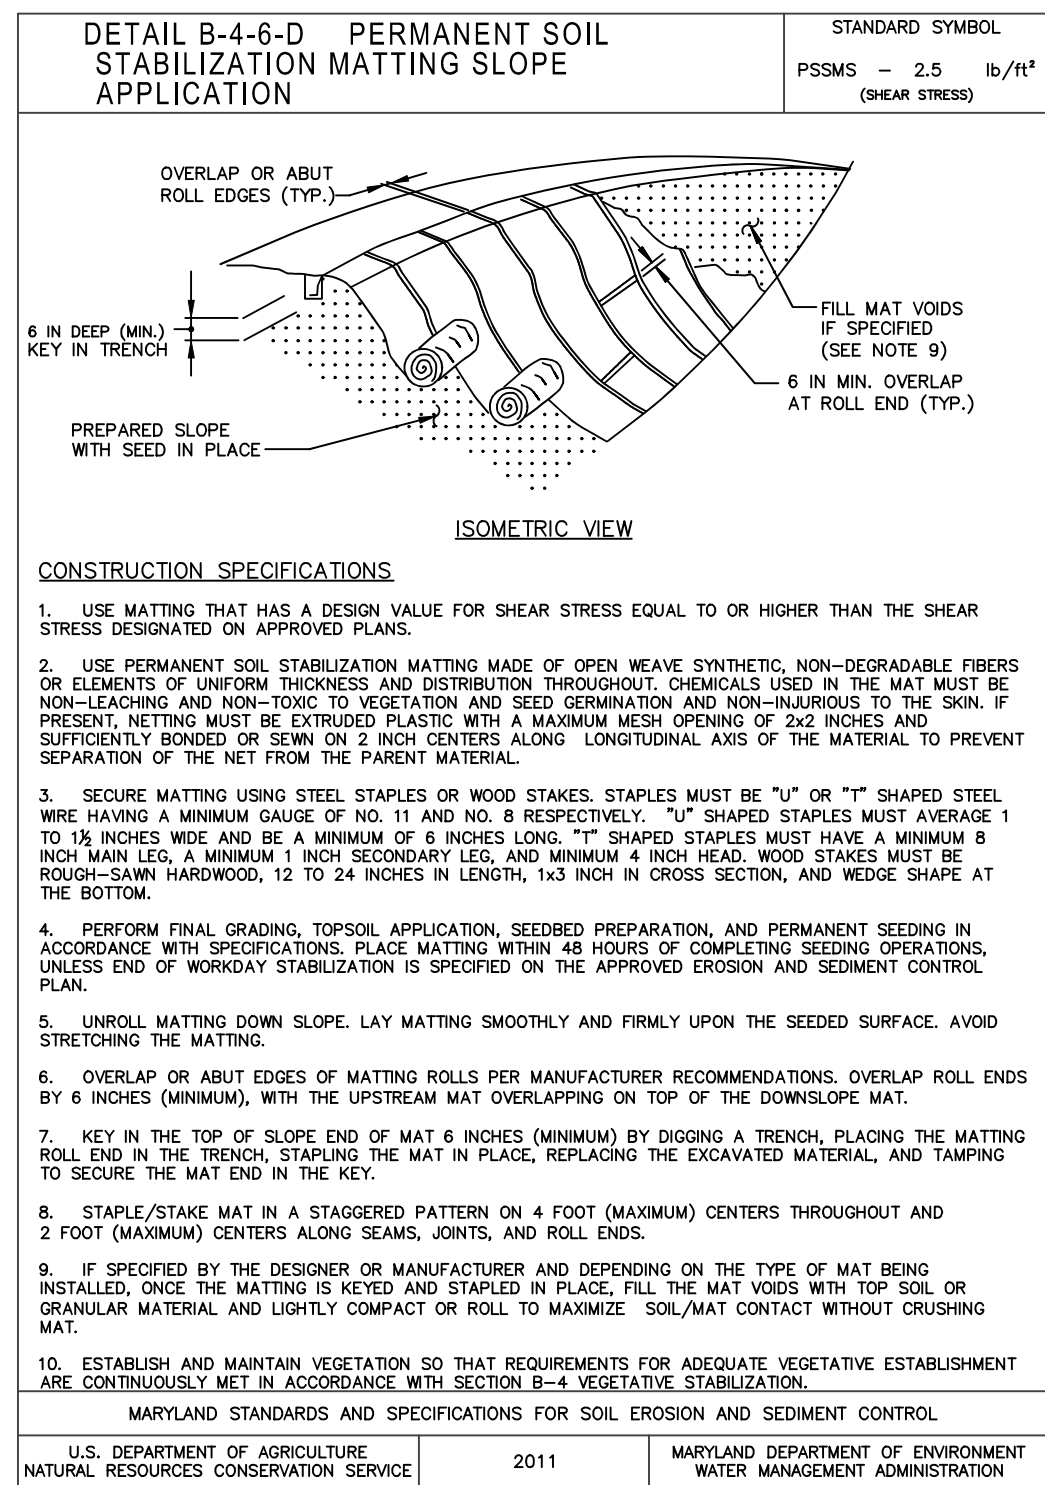 DETAIL B-4-6-D PERMANENT SOIL
STABILIZATION MATTING SLOPE
APPLICATION
STANDARD SYMBOL
PSSMS – 2.5 lb/ft²
(SHEAR STRESS)
OVERLAP OR ABUT
ROLL EDGES (TYP.)
6 IN DEEP (MIN.)
KEY IN TRENCH
PREPARED SLOPE
WITH SEED IN PLACE
FILL MAT VOIDS
IF SPECIFIED
(SEE NOTE 9)
6 IN MIN. OVERLAP
AT ROLL END (TYP.)
ISOMETRIC VIEW
CONSTRUCTION SPECIFICATIONS
1. USE MATTING THAT HAS A DESIGN VALUE FOR SHEAR STRESS EQUAL TO OR HIGHER THAN THE SHEAR
STRESS DESIGNATED ON APPROVED PLANS.
2. USE PERMANENT SOIL STABILIZATION MATTING MADE OF OPEN WEAVE SYNTHETIC, NON–DEGRADABLE FIBERS
OR ELEMENTS OF UNIFORM THICKNESS AND DISTRIBUTION THROUGHOUT. CHEMICALS USED IN THE MAT MUST BE
NON–LEACHING AND NON–TOXIC TO VEGETATION AND SEED GERMINATION AND NON–INJURIOUS TO THE SKIN. IF
PRESENT, NETTING MUST BE EXTRUDED PLASTIC WITH A MAXIMUM MESH OPENING OF 2x2 INCHES AND
SUFFICIENTLY BONDED OR SEWN ON 2 INCH CENTERS ALONG LONGITUDINAL AXIS OF THE MATERIAL TO PREVENT
SEPARATION OF THE NET FROM THE PARENT MATERIAL.
3. SECURE MATTING USING STEEL STAPLES OR WOOD STAKES. STAPLES MUST BE "U" OR "T" SHAPED STEEL
WIRE HAVING A MINIMUM GAUGE OF NO. 11 AND NO. 8 RESPECTIVELY. "U" SHAPED STAPLES MUST AVERAGE 1
TO 1½ INCHES WIDE AND BE A MINIMUM OF 6 INCHES LONG. "T" SHAPED STAPLES MUST HAVE A MINIMUM 8
INCH MAIN LEG, A MINIMUM 1 INCH SECONDARY LEG, AND MINIMUM 4 INCH HEAD. WOOD STAKES MUST BE
ROUGH–SAWN HARDWOOD, 12 TO 24 INCHES IN LENGTH, 1x3 INCH IN CROSS SECTION, AND WEDGE SHAPE AT
THE BOTTOM.
4. PERFORM FINAL GRADING, TOPSOIL APPLICATION, SEEDBED PREPARATION, AND PERMANENT SEEDING IN
ACCORDANCE WITH SPECIFICATIONS. PLACE MATTING WITHIN 48 HOURS OF COMPLETING SEEDING OPERATIONS,
UNLESS END OF WORKDAY STABILIZATION IS SPECIFIED ON THE APPROVED EROSION AND SEDIMENT CONTROL
PLAN.
5. UNROLL MATTING DOWN SLOPE. LAY MATTING SMOOTHLY AND FIRMLY UPON THE SEEDED SURFACE. AVOID
STRETCHING THE MATTING.
6. OVERLAP OR ABUT EDGES OF MATTING ROLLS PER MANUFACTURER RECOMMENDATIONS. OVERLAP ROLL ENDS
BY 6 INCHES (MINIMUM), WITH THE UPSTREAM MAT OVERLAPPING ON TOP OF THE DOWNSLOPE MAT.
7. KEY IN THE TOP OF SLOPE END OF MAT 6 INCHES (MINIMUM) BY DIGGING A TRENCH, PLACING THE MATTING
ROLL END IN THE TRENCH, STAPLING THE MAT IN PLACE, REPLACING THE EXCAVATED MATERIAL, AND TAMPING
TO SECURE THE MAT END IN THE KEY.
8. STAPLE/STAKE MAT IN A STAGGERED PATTERN ON 4 FOOT (MAXIMUM) CENTERS THROUGHOUT AND
2 FOOT (MAXIMUM) CENTERS ALONG SEAMS, JOINTS, AND ROLL ENDS.
9. IF SPECIFIED BY THE DESIGNER OR MANUFACTURER AND DEPENDING ON THE TYPE OF MAT BEING
INSTALLED, ONCE THE MATTING IS KEYED AND STAPLED IN PLACE, FILL THE MAT VOIDS WITH TOP SOIL OR
GRANULAR MATERIAL AND LIGHTLY COMPACT OR ROLL TO MAXIMIZE SOIL/MAT CONTACT WITHOUT CRUSHING
MAT.
10. ESTABLISH AND MAINTAIN VEGETATION SO THAT REQUIREMENTS FOR ADEQUATE VEGETATIVE ESTABLISHMENT
ARE CONTINUOUSLY MET IN ACCORDANCE WITH SECTION B–4 VEGETATIVE STABILIZATION.
MARYLAND STANDARDS AND SPECIFICATIONS FOR SOIL EROSION AND SEDIMENT CONTROL
U.S. DEPARTMENT OF AGRICULTURE
NATURAL RESOURCES CONSERVATION SERVICE
2011
MARYLAND DEPARTMENT OF ENVIRONMENT
WATER MANAGEMENT ADMINISTRATION